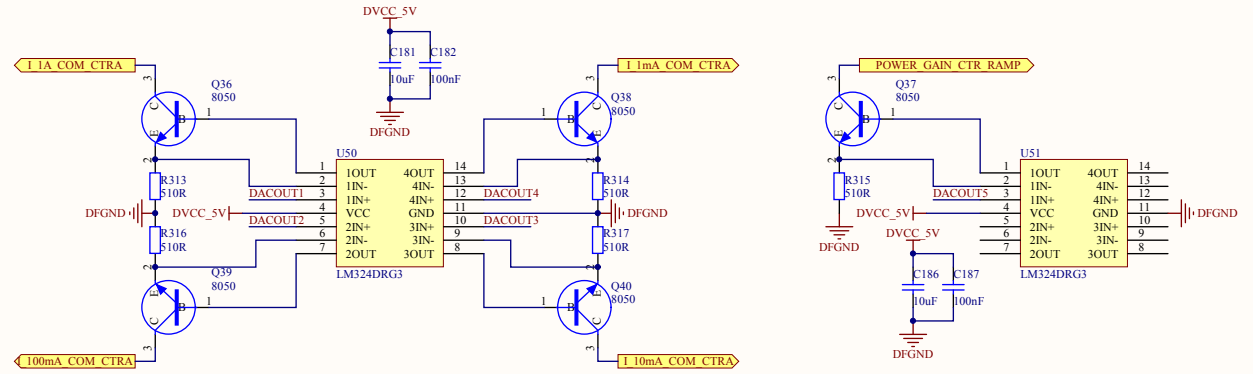 DVCC_5V
C181
10uF
C182
100nF
DFGND
I_1A_COM_CTRA
3
C
B
E
2
1
Q36
8050
I_1mA_COM_CTRA
3
C
B
E
2
1
Q38
8050
R313
510R
DFGND
R316
510R
DVCC_5V
DACOUT1
DACOUT2
U50
1 1OUT 4OUT 14
2 1IN- 4IN- 13
3 1IN+ 4IN+ 12
4 VCC GND 11
5 2IN+ 3IN+ 10
6 2IN- 3IN- 9
7 2OUT 3OUT 8
LM324DRG3
DACOUT4
DACOUT3
R314
510R
DFGND
R317
510R
Q39
8050
2
E
B
C
3
1
100mA_COM_CTRA
Q40
8050
2
E
B
C
3
1
I_10mA_COM_CTRA
POWER_GAIN_CTR_RAMP
3
C
B
E
2
1
Q37
8050
R315
510R
DFGND
DACOUT5
DVCC_5V
U51
1 1OUT 4OUT 14
2 1IN- 4IN- 13
3 1IN+ 4IN+ 12
4 VCC GND 11
5 2IN+ 3IN+ 10
6 2IN- 3IN- 9
7 2OUT 3OUT 8
LM324DRG3
DFGND
DVCC_5V
C186
10uF
C187
100nF
DFGND